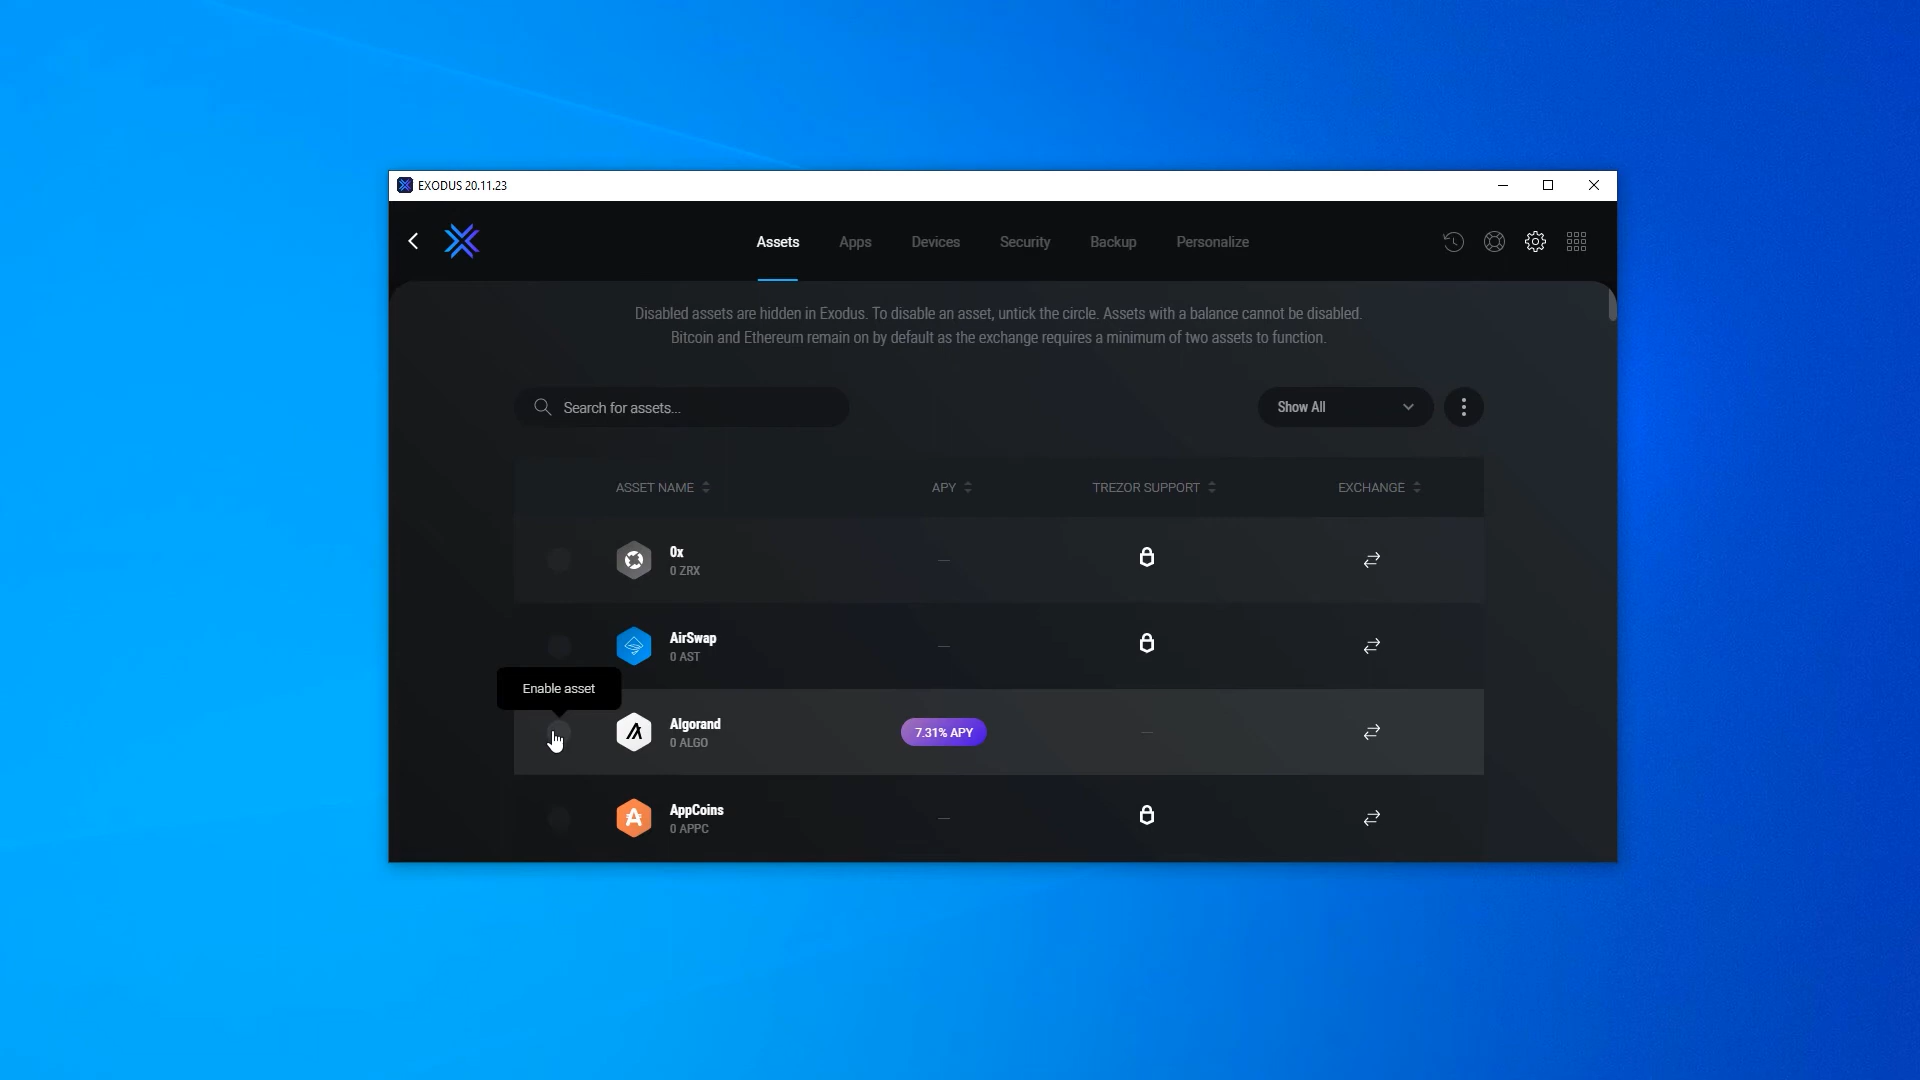 EXODUS 20.11.23
Assets Apps Devices Security Backup Personalize
Disabled assets are hidden in Exodus. To disable an asset, untick the circle. Assets with a balance cannot be disabled.
Bitcoin and Ethereum remain on by default as the exchange requires a minimum of two assets to function.
Search for assets... Show All
ASSET NAME APY TREZOR SUPPORT EXCHANGE
0x
0 ZRX
AirSwap
0 AST
Enable asset
Algorand
0 ALGO
7.31% APY
AppCoins
0 APPC